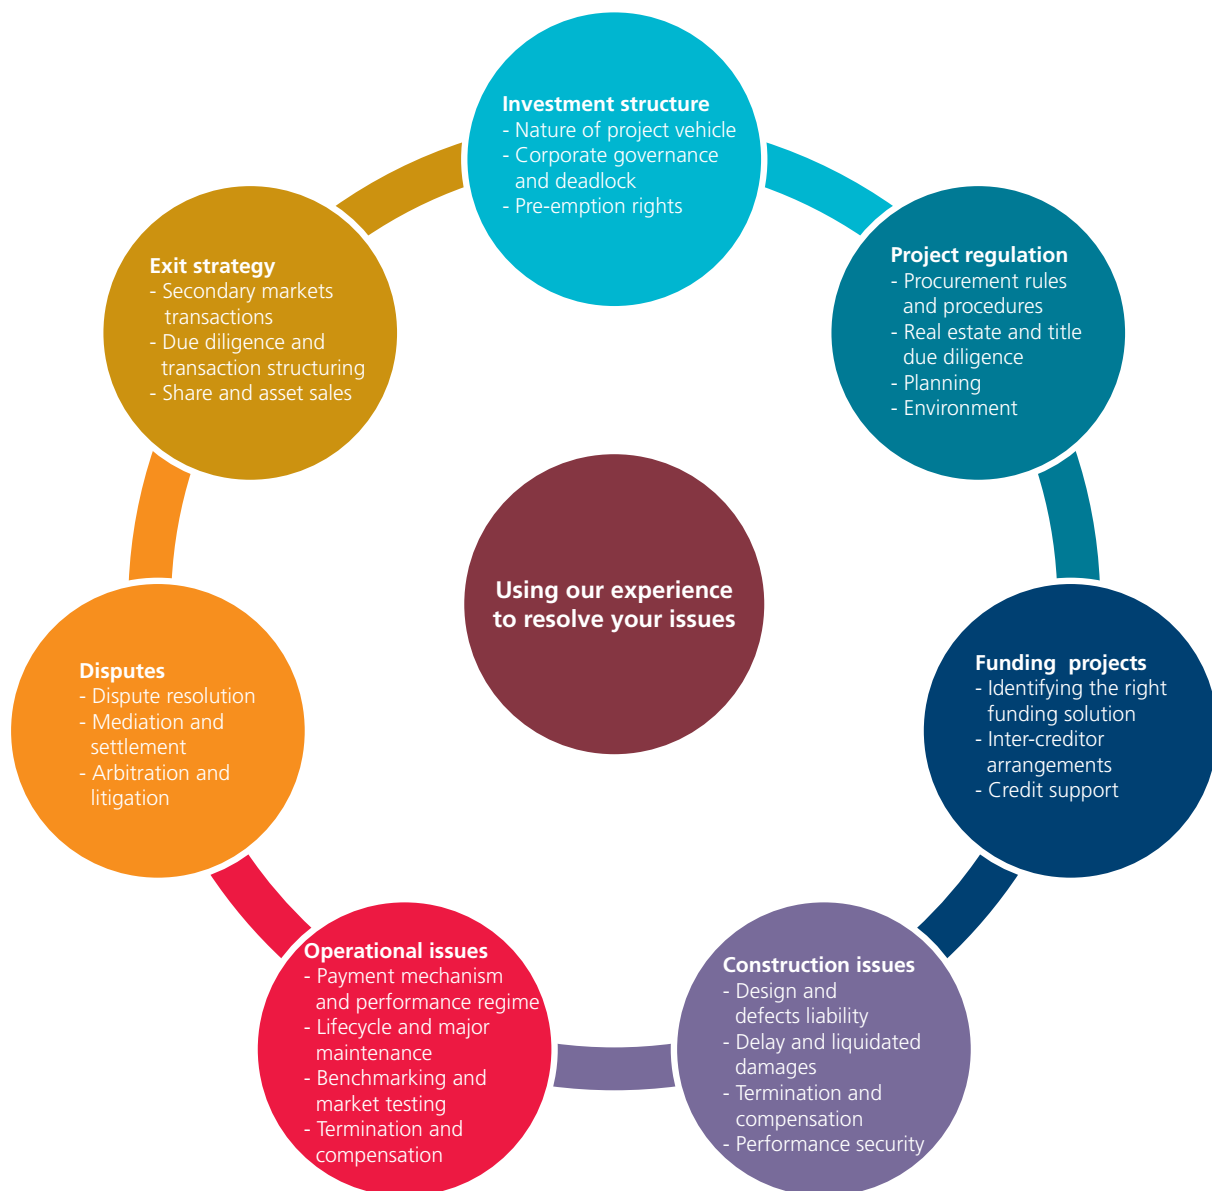 Investment structure
- Nature of project vehicle
- Corporate governance
and deadlock
- Pre-emption rights
Project regulation
- Procurement rules
and procedures
- Real estate and title
due diligence
- Planning
- Environment
Funding projects
- Identifying the right
funding solution
- Inter-creditor
arrangements
- Credit support
Construction issues
- Design and
defects liability
- Delay and liquidated
damages
- Termination and
compensation
- Performance security
Operational issues
- Payment mechanism
and performance regime
- Lifecycle and major
maintenance
- Benchmarking and
market testing
- Termination and
compensation
Disputes
- Dispute resolution
- Mediation and
settlement
- Arbitration and
litigation
Exit strategy
- Secondary markets
transactions
- Due diligence and
transaction structuring
- Share and asset sales
Using our experience
to resolve your issues